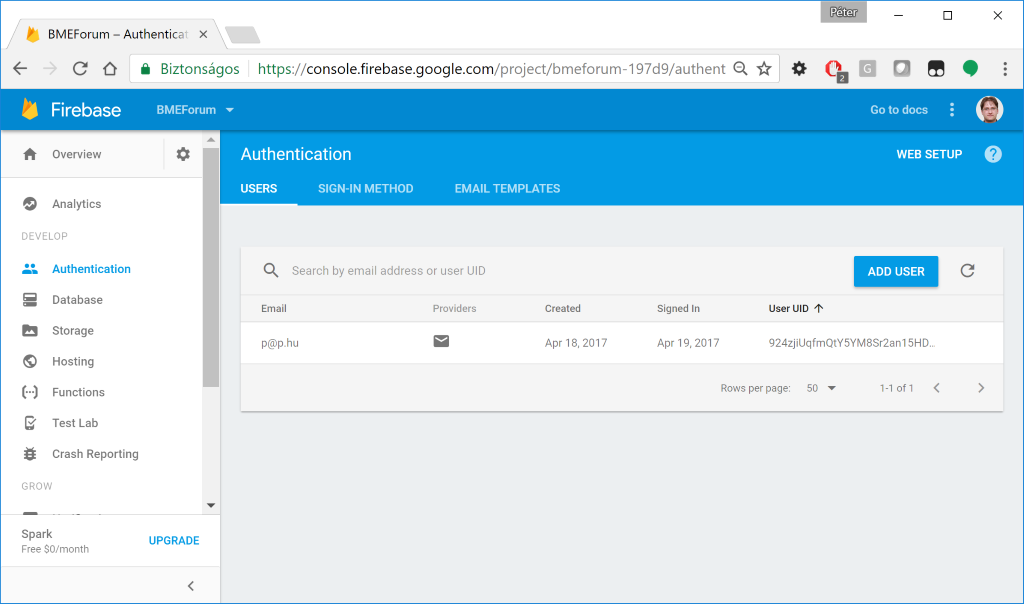 Péter
BMEForum – Authenticat
Biztonságos https://console.firebase.google.com/project/bmeforum-197d9/authent
2
G
Firebase BMEForum Go to docs
Overview
Authentication WEB SETUP ?
USERS SIGN-IN METHOD EMAIL TEMPLATES
Analytics
DEVELOP
Authentication
Database
Storage
Hosting
Functions
Test Lab
Crash Reporting
GROW
Spark
Free $0/month
UPGRADE
Search by email address or user UID ADD USER
Email Providers Created Signed In User UID
p@p.hu Apr 18, 2017 Apr 19, 2017 924zjiUqfmQtY5YM8Sr2an15HD...
Rows per page: 50 1-1 of 1